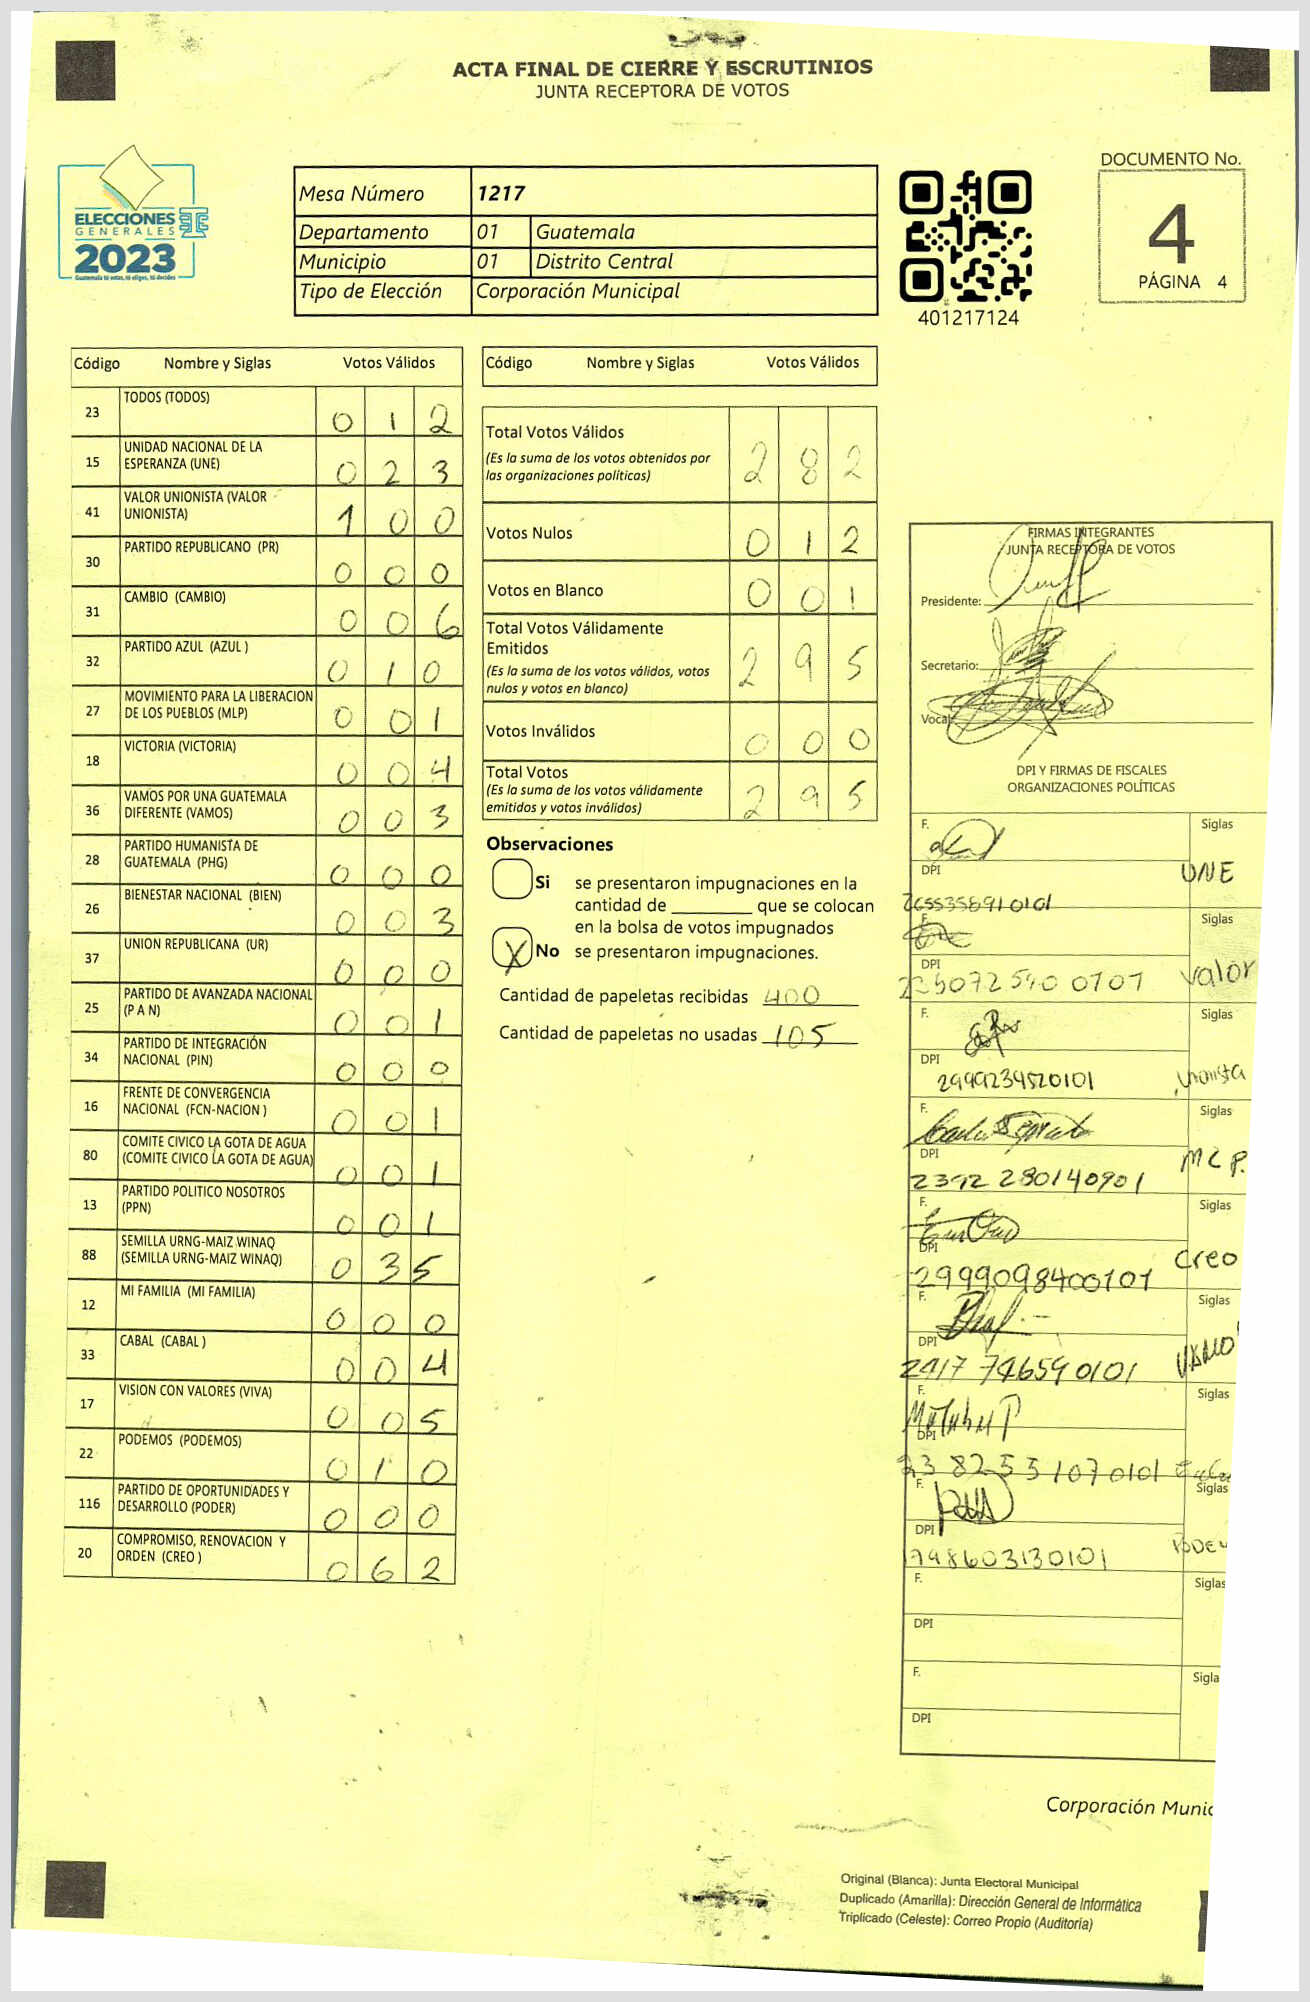 ACTA FINAL DE CIERRE Y ESCRUTINIOS
JUNTA RECEPTORA DE VOTOS
ELECCIONES
GENERALES
2023
Guatemala tú votas, tú eliges, tú decides
Mesa Número 1217
Departamento 01 Guatemala
Municipio 01 Distrito Central
Tipo de Elección Corporación Municipal
401217124
DOCUMENTO No.
4
PÁGINA 4
Código Nombre y Siglas Votos Válidos
23 TODOS (TODOS) 0 1 2
15 UNIDAD NACIONAL DE LA
ESPERANZA (UNE) 0 2 3
41 VALOR UNIONISTA (VALOR
UNIONISTA) 1 0 0
30 PARTIDO REPUBLICANO (PR) 0 0 0
31 CAMBIO (CAMBIO) 0 0 6
32 PARTIDO AZUL (AZUL ) 0 1 0
27 MOVIMIENTO PARA LA LIBERACION
DE LOS PUEBLOS (MLP) 0 0 1
18 VICTORIA (VICTORIA) 0 0 4
36 VAMOS POR UNA GUATEMALA
DIFERENTE (VAMOS) 0 0 3
28 PARTIDO HUMANISTA DE
GUATEMALA (PHG) 0 0 0
26 BIENESTAR NACIONAL (BIEN) 0 0 3
37 UNION REPUBLICANA (UR) 0 0 0
25 PARTIDO DE AVANZADA NACIONAL
(P A N) 0 0 1
34 PARTIDO DE INTEGRACIÓN
NACIONAL (PIN) 0 0 0
16 FRENTE DE CONVERGENCIA
NACIONAL (FCN-NACION ) 0 0 1
80 COMITE CIVICO LA GOTA DE AGUA
(COMITE CIVICO LA GOTA DE AGUA) 0 0 1
13 PARTIDO POLITICO NOSOTROS
(PPN) 0 0 1
88 SEMILLA URNG-MAIZ WINAQ
(SEMILLA URNG-MAIZ WINAQ) 0 3 5
12 MI FAMILIA (MI FAMILIA) 0 0 0
33 CABAL (CABAL ) 0 0 4
17 VISION CON VALORES (VIVA) 0 0 5
22 PODEMOS (PODEMOS) 0 1 0
116 PARTIDO DE OPORTUNIDADES Y
DESARROLLO (PODER) 0 0 0
20 COMPROMISO, RENOVACION Y
ORDEN (CREO ) 0 6 2
Código Nombre y Siglas Votos Válidos
Total Votos Válidos 2 8 2
(Es la suma de los votos obtenidos por
las organizaciones políticas)
Votos Nulos 0 1 2
Votos en Blanco 0 0 1
Total Votos Válidamente
Emitidos 2 9 5
(Es la suma de los votos válidos, votos
nulos y votos en blanco)
Votos Inválidos 0 0 0
Total Votos 2 9 5
(Es la suma de los votos válidamente
emitidos y votos inválidos)
Observaciones
Si se presentaron impugnaciones en la
cantidad de ________ que se colocan
en la bolsa de votos impugnados
X No se presentaron impugnaciones.
Cantidad de papeletas recibidas 400
Cantidad de papeletas no usadas 105
FIRMAS INTEGRANTES
JUNTA RECEPTORA DE VOTOS
Presidente:
Secretario:
Vocal:
DPI Y FIRMAS DE FISCALES
ORGANIZACIONES POLÍTICAS
F. Siglas
DPI UNE
F. Siglas
DPI valor
F. Siglas
DPI 2999234520101 Unionista
F. Siglas
DPI 2392 280140901 MLP.
F. Siglas
DPI 2999098400101 Creo
F. Siglas
DPI 2417 746590101 VAMO
F. Siglas
DPI 23 82 55 107 0101
F. Siglas
DPI 1798603130101 PODEM
F. Siglas
DPI
F. Sigla
DPI
Corporación Munic
Original (Blanca): Junta Electoral Municipal
Duplicado (Amarilla): Dirección General de Informática
Triplicado (Celeste): Correo Propio (Auditoria)